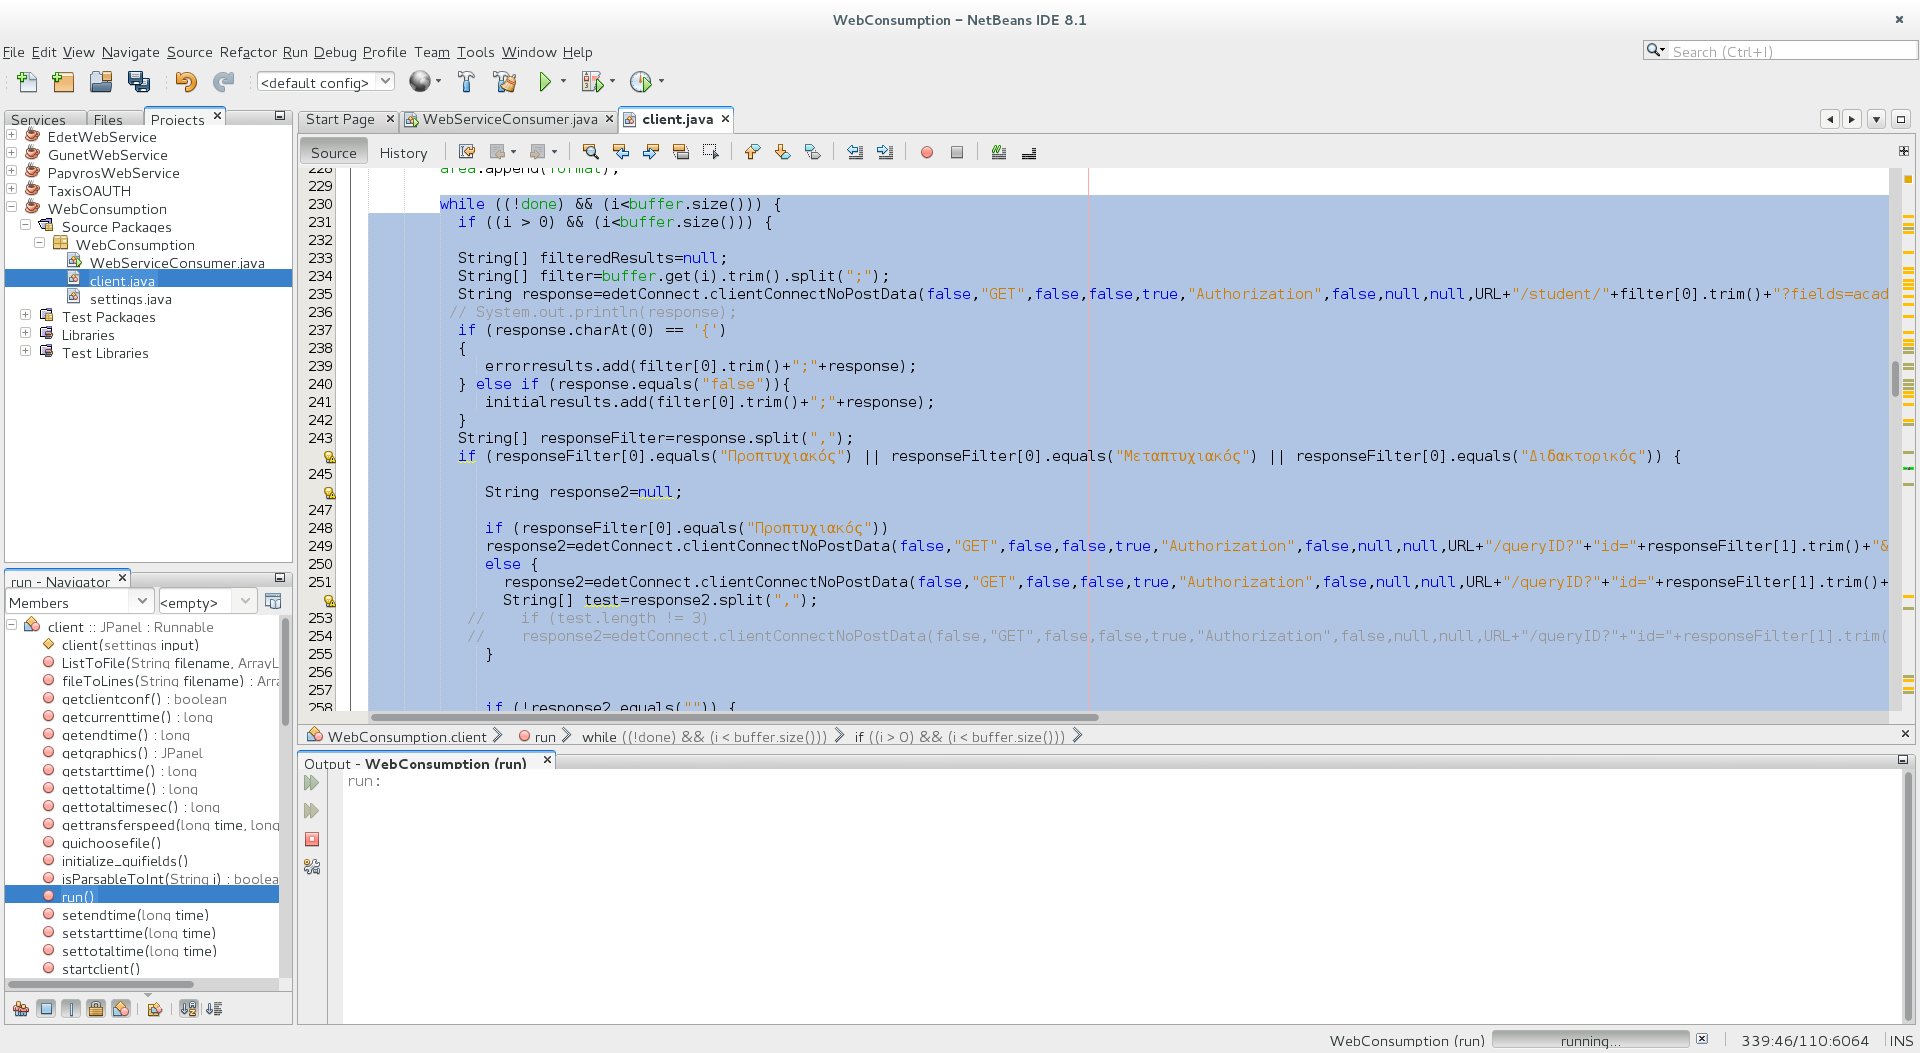 WebConsumption – NetBeans IDE 8.1
File Edit View Navigate Source Refactor Run Debug Profile Team Tools Window Help
Search (Ctrl+I)
<default config>
Services Files Projects
EdetWebService
GunetWebService
PapyrosWebService
TaxisOAUTH
WebConsumption
Source Packages
WebConsumption
WebServiceConsumer.java
client.java
settings.java
Test Packages
Libraries
Test Libraries
run - Navigator
Members <empty>
client :: JPanel : Runnable
client(settings input)
ListToFile(String filename, ArrayL
fileToLines(String filename) : Arra
getclientconf() : boolean
getcurrenttime() : long
getendtime() : long
getgraphics() : JPanel
getstarttime() : long
gettotaltime() : long
gettotaltimesec() : long
gettransferspeed(long time, long
guichoosefile()
initialize_guifields()
isParsableToInt(String i) : boolea
run()
setendtime(long time)
setstarttime(long time)
settotaltime(long time)
startclient()
Start Page WebServiceConsumer.java client.java
Source History
228 area.append(format);
229
230 while ((!done) && (i<buffer.size())) {
231 if ((i > 0) && (i<buffer.size())) {
232
233 String[] filteredResults=null;
234 String[] filter=buffer.get(i).trim().split(";");
235 String response=edetConnect.clientConnectNoPostData(false,"GET",false,false,true,"Authorization",false,null,null,URL+"/student/"+filter[0].trim()+"?fields=acad
236 // System.out.println(response);
237 if (response.charAt(0) == '{')
238 {
239 errorresults.add(filter[0].trim()+";"+response);
240 } else if (response.equals("false")){
241 initialresults.add(filter[0].trim()+";"+response);
242 }
243 String[] responseFilter=response.split(",");
if (responseFilter[0].equals("Προπτυχιακός") || responseFilter[0].equals("Μεταπτυχιακός") || responseFilter[0].equals("Διδακτορικός")) {
245
String response2=null;
247
248 if (responseFilter[0].equals("Προπτυχιακός"))
249 response2=edetConnect.clientConnectNoPostData(false,"GET",false,false,true,"Authorization",false,null,null,URL+"/queryID?"+"id="+responseFilter[1].trim()+"&
250 else {
251 response2=edetConnect.clientConnectNoPostData(false,"GET",false,false,true,"Authorization",false,null,null,URL+"/queryID?"+"id="+responseFilter[1].trim()+
String[] test=response2.split(",");
253 // if (test.length != 3)
254 // response2=edetConnect.clientConnectNoPostData(false,"GET",false,false,true,"Authorization",false,null,null,URL+"/queryID?"+"id="+responseFilter[1].trim(
255 }
256
257
258 if (!response2.equals("")) {
WebConsumption.client run while ((!done) && (i < buffer.size())) if ((i > 0) && (i < buffer.size()))
Output - WebConsumption (run)
run:
WebConsumption (run) running... 339:46/110:6064 INS